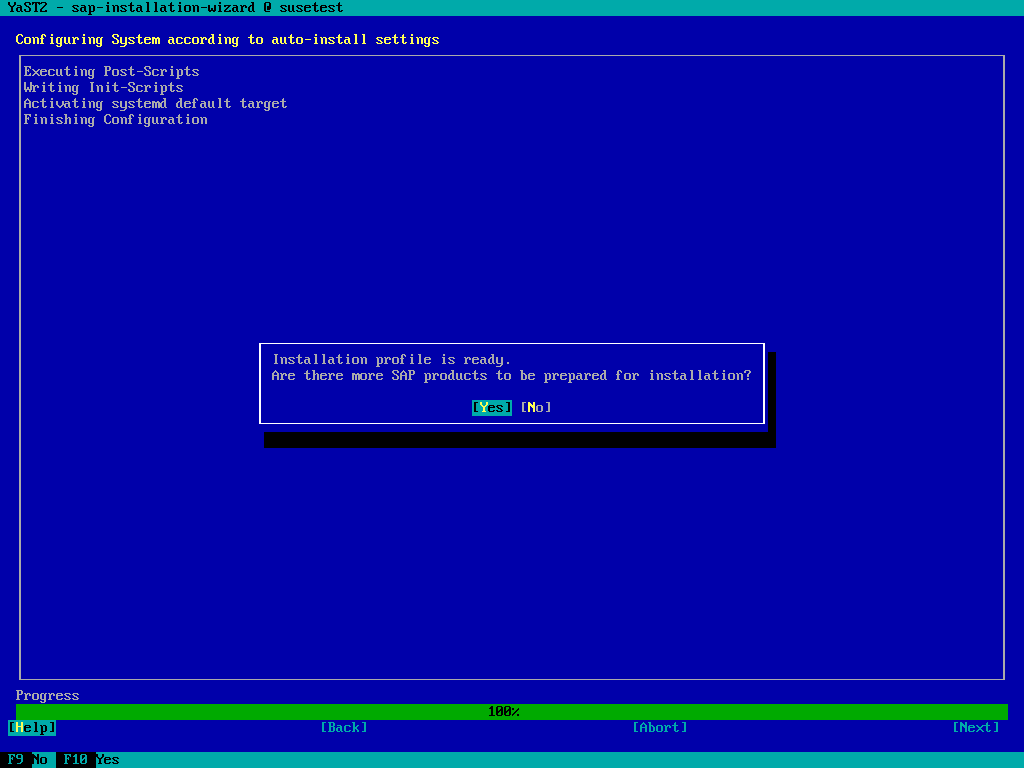 YaST2 - sap-installation-wizard @ susetest
Configuring System according to auto-install settings
Executing Post-Scripts
Writing Init-Scripts
Activating systemd default target
Finishing Configuration
Installation profile is ready.
Are there more SAP products to be prepared for installation?
[Yes] [No]
Progress
100%
[Help] [Back] [Abort] [Next]
F9 No F10 Yes